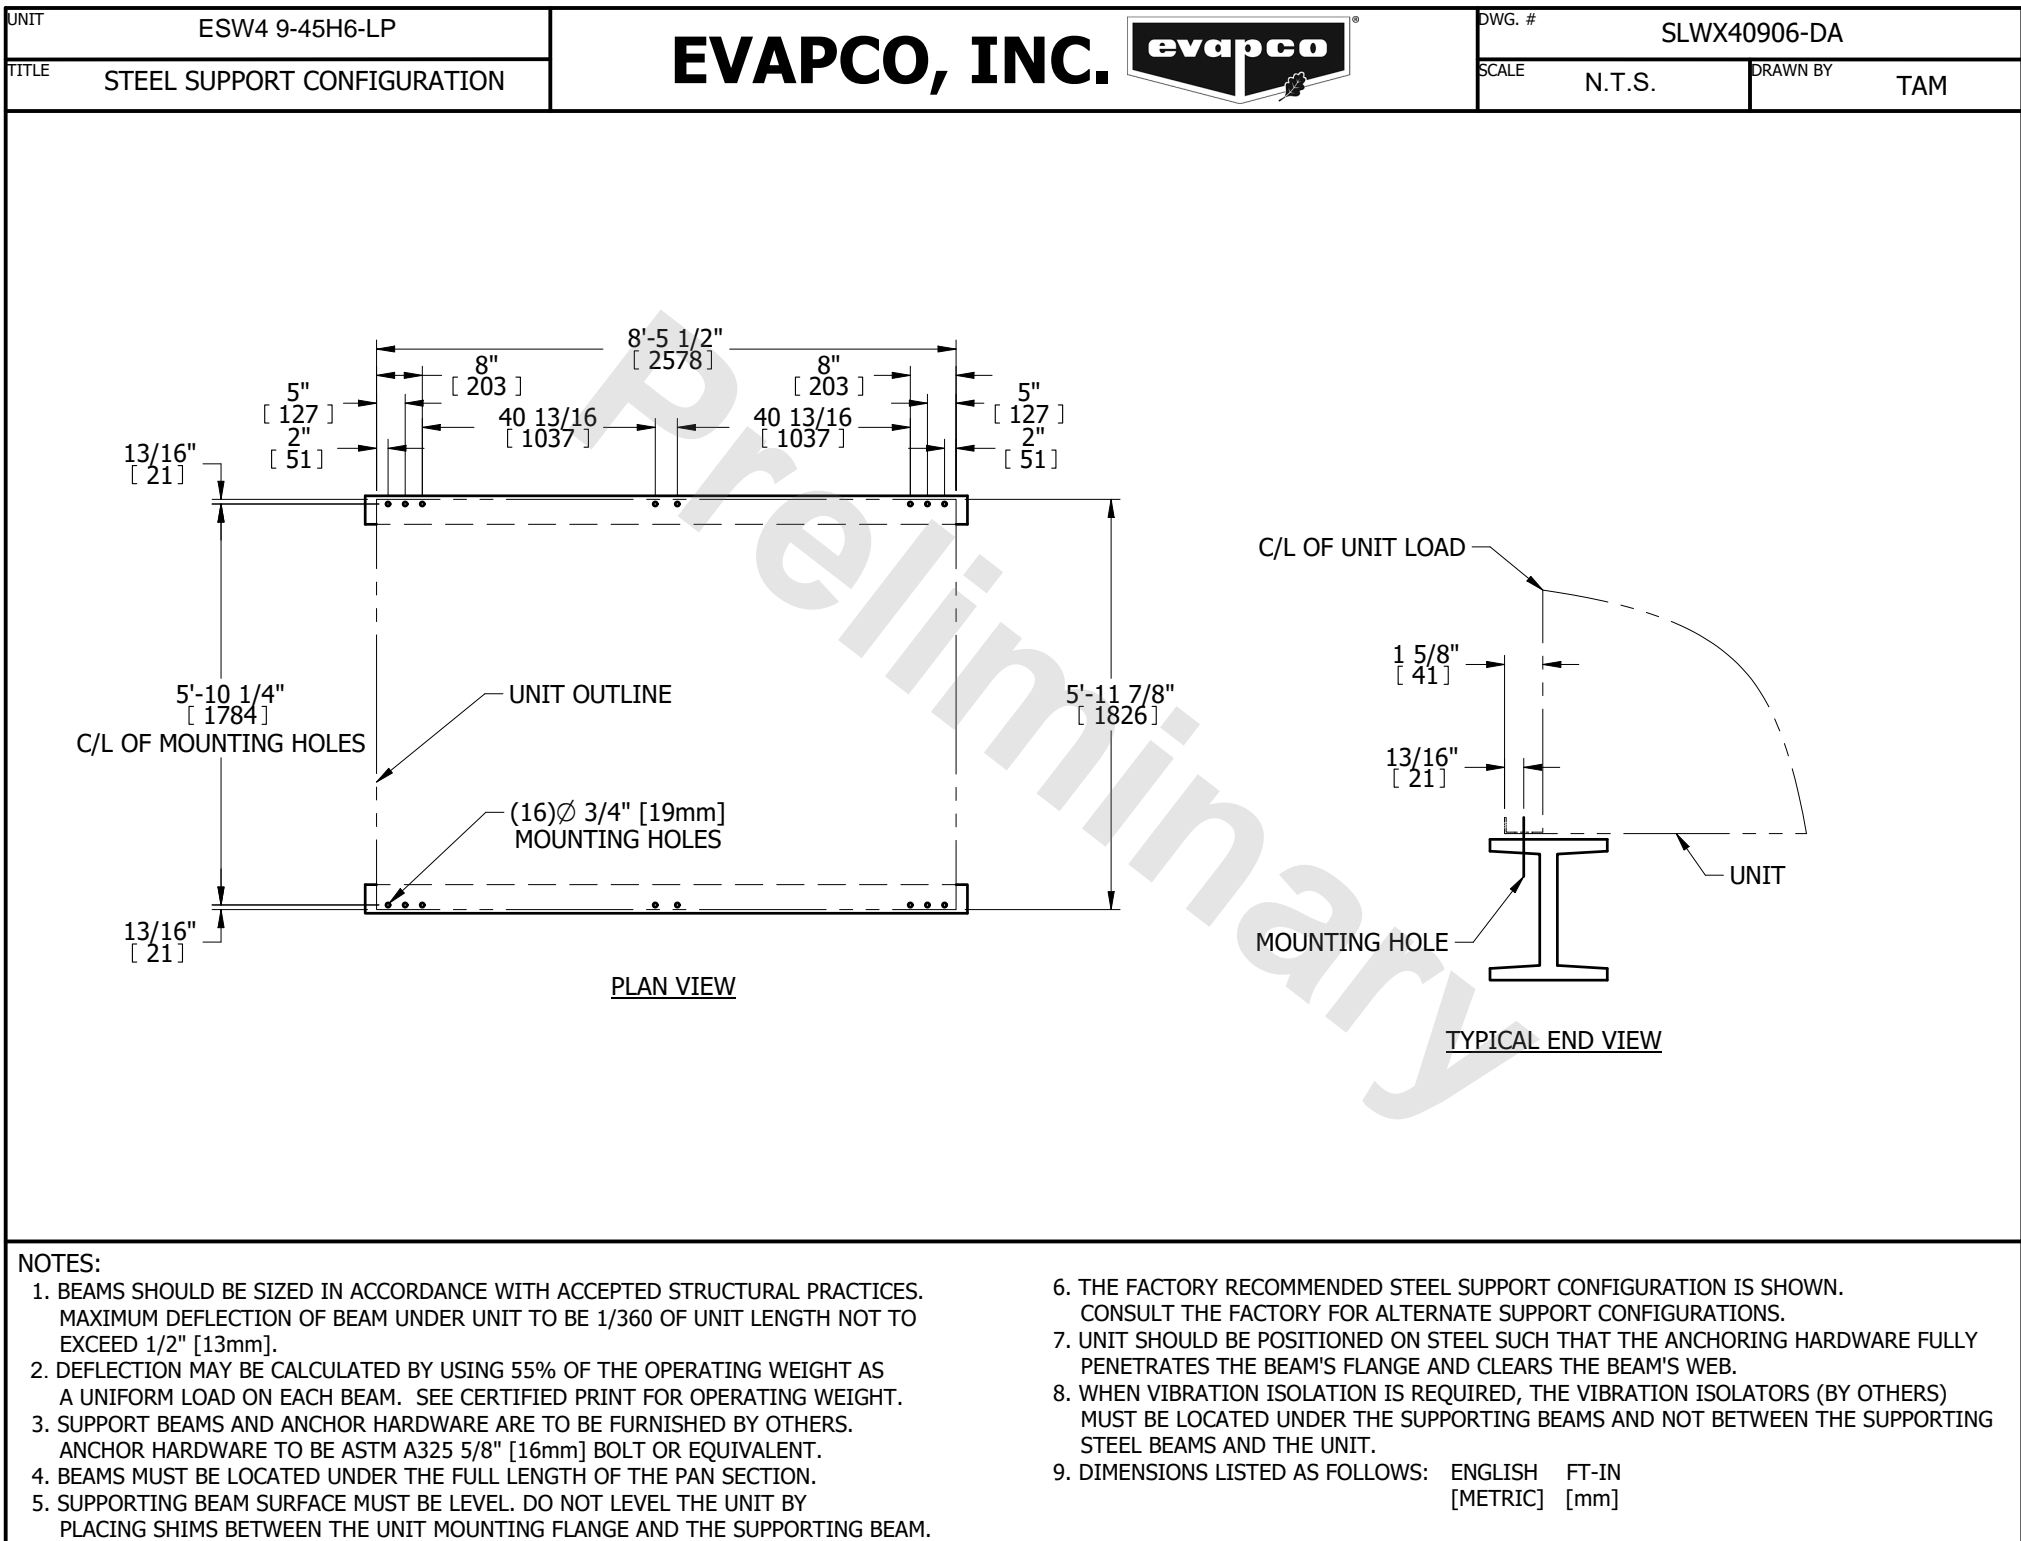 UNIT
ESW4 9-45H6-LP
TITLE
STEEL SUPPORT CONFIGURATION
EVAPCO, INC.
evapco
®
DWG. #
SLWX40906-DA
SCALE
N.T.S.
DRAWN BY
TAM
8'-5 1/2"
[ 2578 ]
8"
[ 203 ]
8"
[ 203 ]
5"
[ 127 ]
5"
[ 127 ]
40 13/16
[ 1037 ]
40 13/16
[ 1037 ]
2"
[ 51 ]
2"
[ 51 ]
13/16"
[ 21 ]
5'-10 1/4"
[ 1784 ]
C/L OF MOUNTING HOLES
UNIT OUTLINE
5'-11 7/8"
[ 1826 ]
(16)Ø 3/4" [19mm]
MOUNTING HOLES
13/16"
[ 21 ]
PLAN VIEW
C/L OF UNIT LOAD
1 5/8"
[ 41 ]
13/16"
[ 21 ]
UNIT
MOUNTING HOLE
TYPICAL END VIEW
Preliminary
NOTES:
1. BEAMS SHOULD BE SIZED IN ACCORDANCE WITH ACCEPTED STRUCTURAL PRACTICES.
MAXIMUM DEFLECTION OF BEAM UNDER UNIT TO BE 1/360 OF UNIT LENGTH NOT TO
EXCEED 1/2" [13mm].
2. DEFLECTION MAY BE CALCULATED BY USING 55% OF THE OPERATING WEIGHT AS
A UNIFORM LOAD ON EACH BEAM. SEE CERTIFIED PRINT FOR OPERATING WEIGHT.
3. SUPPORT BEAMS AND ANCHOR HARDWARE ARE TO BE FURNISHED BY OTHERS.
ANCHOR HARDWARE TO BE ASTM A325 5/8" [16mm] BOLT OR EQUIVALENT.
4. BEAMS MUST BE LOCATED UNDER THE FULL LENGTH OF THE PAN SECTION.
5. SUPPORTING BEAM SURFACE MUST BE LEVEL. DO NOT LEVEL THE UNIT BY
PLACING SHIMS BETWEEN THE UNIT MOUNTING FLANGE AND THE SUPPORTING BEAM.
6. THE FACTORY RECOMMENDED STEEL SUPPORT CONFIGURATION IS SHOWN.
CONSULT THE FACTORY FOR ALTERNATE SUPPORT CONFIGURATIONS.
7. UNIT SHOULD BE POSITIONED ON STEEL SUCH THAT THE ANCHORING HARDWARE FULLY
PENETRATES THE BEAM'S FLANGE AND CLEARS THE BEAM'S WEB.
8. WHEN VIBRATION ISOLATION IS REQUIRED, THE VIBRATION ISOLATORS (BY OTHERS)
MUST BE LOCATED UNDER THE SUPPORTING BEAMS AND NOT BETWEEN THE SUPPORTING
STEEL BEAMS AND THE UNIT.
9. DIMENSIONS LISTED AS FOLLOWS: ENGLISH FT-IN
[METRIC] [mm]